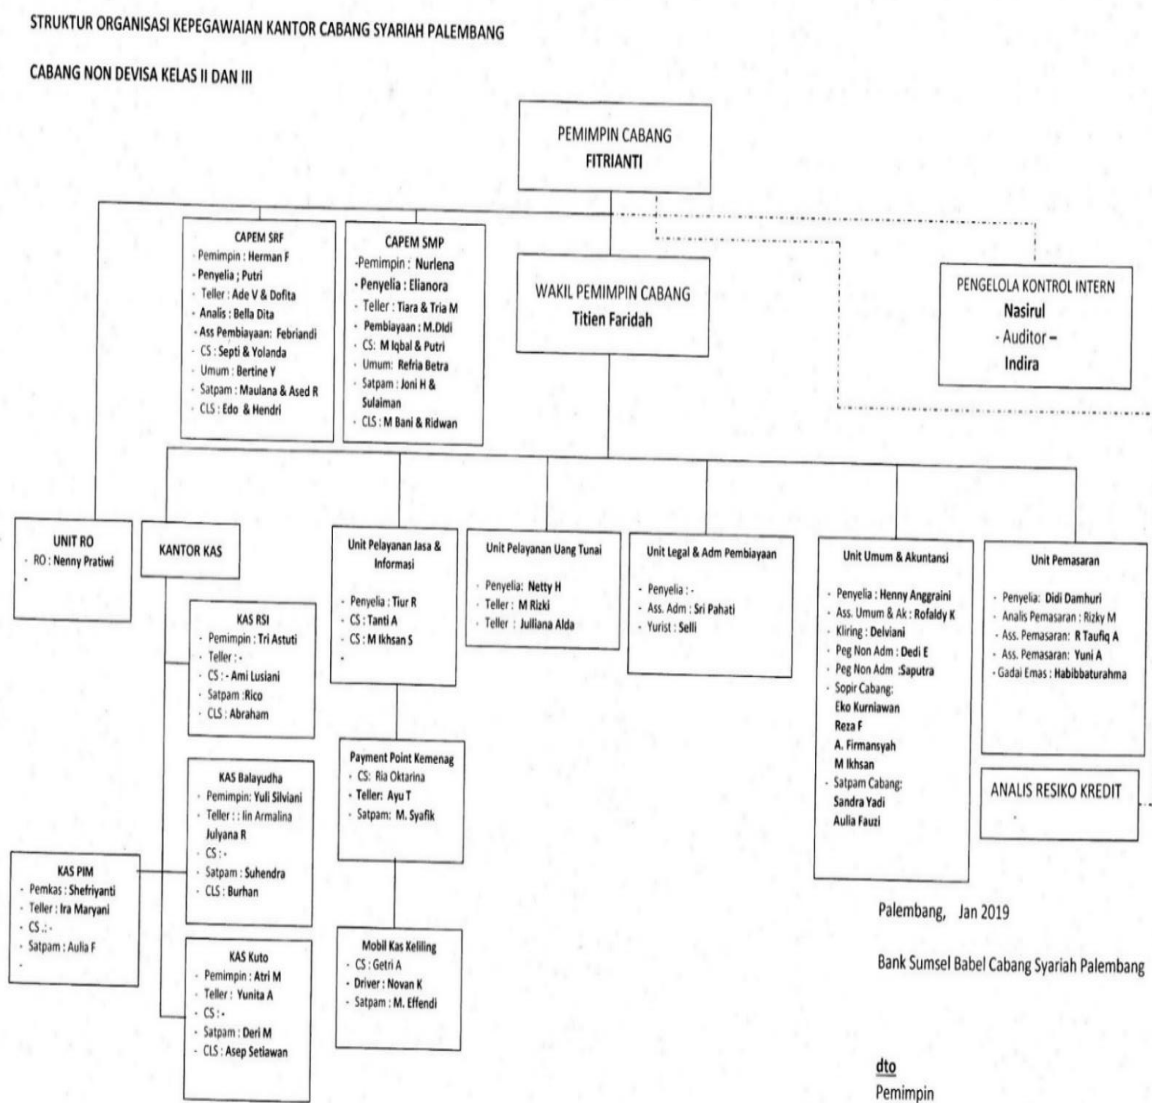 STRUKTUR ORGANISASI KEPEGAWAIAN KANTOR CABANG SYARIAH PALEMBANG
CABANG NON DEVISA KELAS II DAN III
PEMIMPIN CABANG
FITRIANTI
CAPEM SRF
- Pemimpin : Herman F
- Penyelia ; Putri
- Teller : Ade V & Dofita
- Analis : Bella Dita
- Ass Pembiayaan: Febriandi
- CS : Septi & Yolanda
- Umum : Bertine Y
- Satpam : Maulana & Ased R
- CLS : Edo & Hendri
CAPEM SMP
-Pemimpin : Nurlena
- Penyelia : Elianora
- Teller : Tiara & Tria M
- Pembiayaan : M.Didi
- CS: M Iqbal & Putri
- Umum: Refria Betra
- Satpam : Joni H &
Sulaiman
- CLS : M Bani & Ridwan
WAKIL PEMIMPIN CABANG
Titien Faridah
PENGELOLA KONTROL INTERN
Nasirul
- Auditor –
Indira
UNIT RO
- RO : Nenny Pratiwi
-
KANTOR KAS
KAS RSI
- Pemimpin : Tri Astuti
- Teller : -
- CS : - Ami Lusiani
- Satpam :Rico
- CLS : Abraham
KAS Balayudha
- Pemimpin: Yuli Silviani
- Teller : : Iin Armalina
Julyana R
- CS : -
- Satpam : Suhendra
- CLS : Burhan
KAS PIM
- Pemkas : Shefriyanti
- Teller : Ira Maryani
- CS .: -
- Satpam : Aulia F
-
KAS Kuto
- Pemimpin : Atri M
- Teller : Yunita A
- CS : -
- Satpam : Deri M
- CLS : Asep Setiawan
Unit Pelayanan Jasa &
Informasi
- Penyelia : Tiur R
- CS : Tanti A
- CS : M Ikhsan S
-
Payment Point Kemenag
- CS: Ria Oktarina
- Teller: Ayu T
- Satpam: M. Syafik
Mobil Kas Keliling
- CS : Getri A
- Driver : Novan K
- Satpam : M. Effendi
Unit Pelayanan Uang Tunai
- Penyelia: Netty H
- Teller : M Rizki
- Teller : Julliana Alda
Unit Legal & Adm Pembiayaan
- Penyelia : -
- Ass. Adm : Sri Pahati
- Yurist : Selli
Unit Umum & Akuntansi
- Penyelia : Henny Anggraini
- Ass. Umum & Ak : Rofaldy K
- Kliring : Delviani
- Peg Non Adm : Dedi E
- Peg Non Adm :Saputra
- Sopir Cabang:
Eko Kurniawan
Reza F
A. Firmansyah
M Ikhsan
- Satpam Cabang:
Sandra Yadi
Aulia Fauzi
Unit Pemasaran
- Penyelia: Didi Damhuri
- Analis Pemasaran : Rizky M
- Ass. Pemasaran: R Taufiq A
- Ass. Pemasaran: Yuni A
- Gadai Emas : Habibbaturahma
ANALIS RESIKO KREDIT
-
Palembang, Jan 2019
Bank Sumsel Babel Cabang Syariah Palembang
dto
Pemimpin